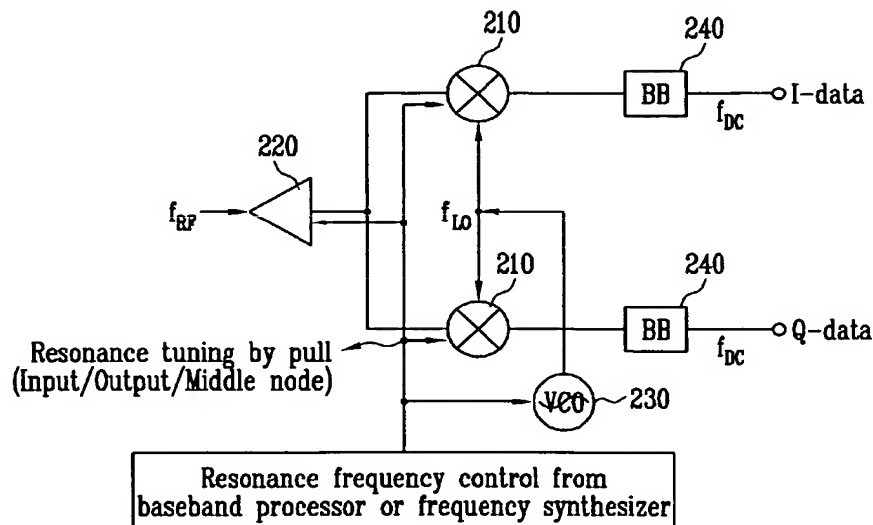 210
240
BB
I-data
f_DC
220
f_RF
f_LO
210
240
BB
Q-data
f_DC
Resonance tuning by pull
(Input/Output/Middle node)
VCO
230
Resonance frequency control from
baseband processor or frequency synthesizer